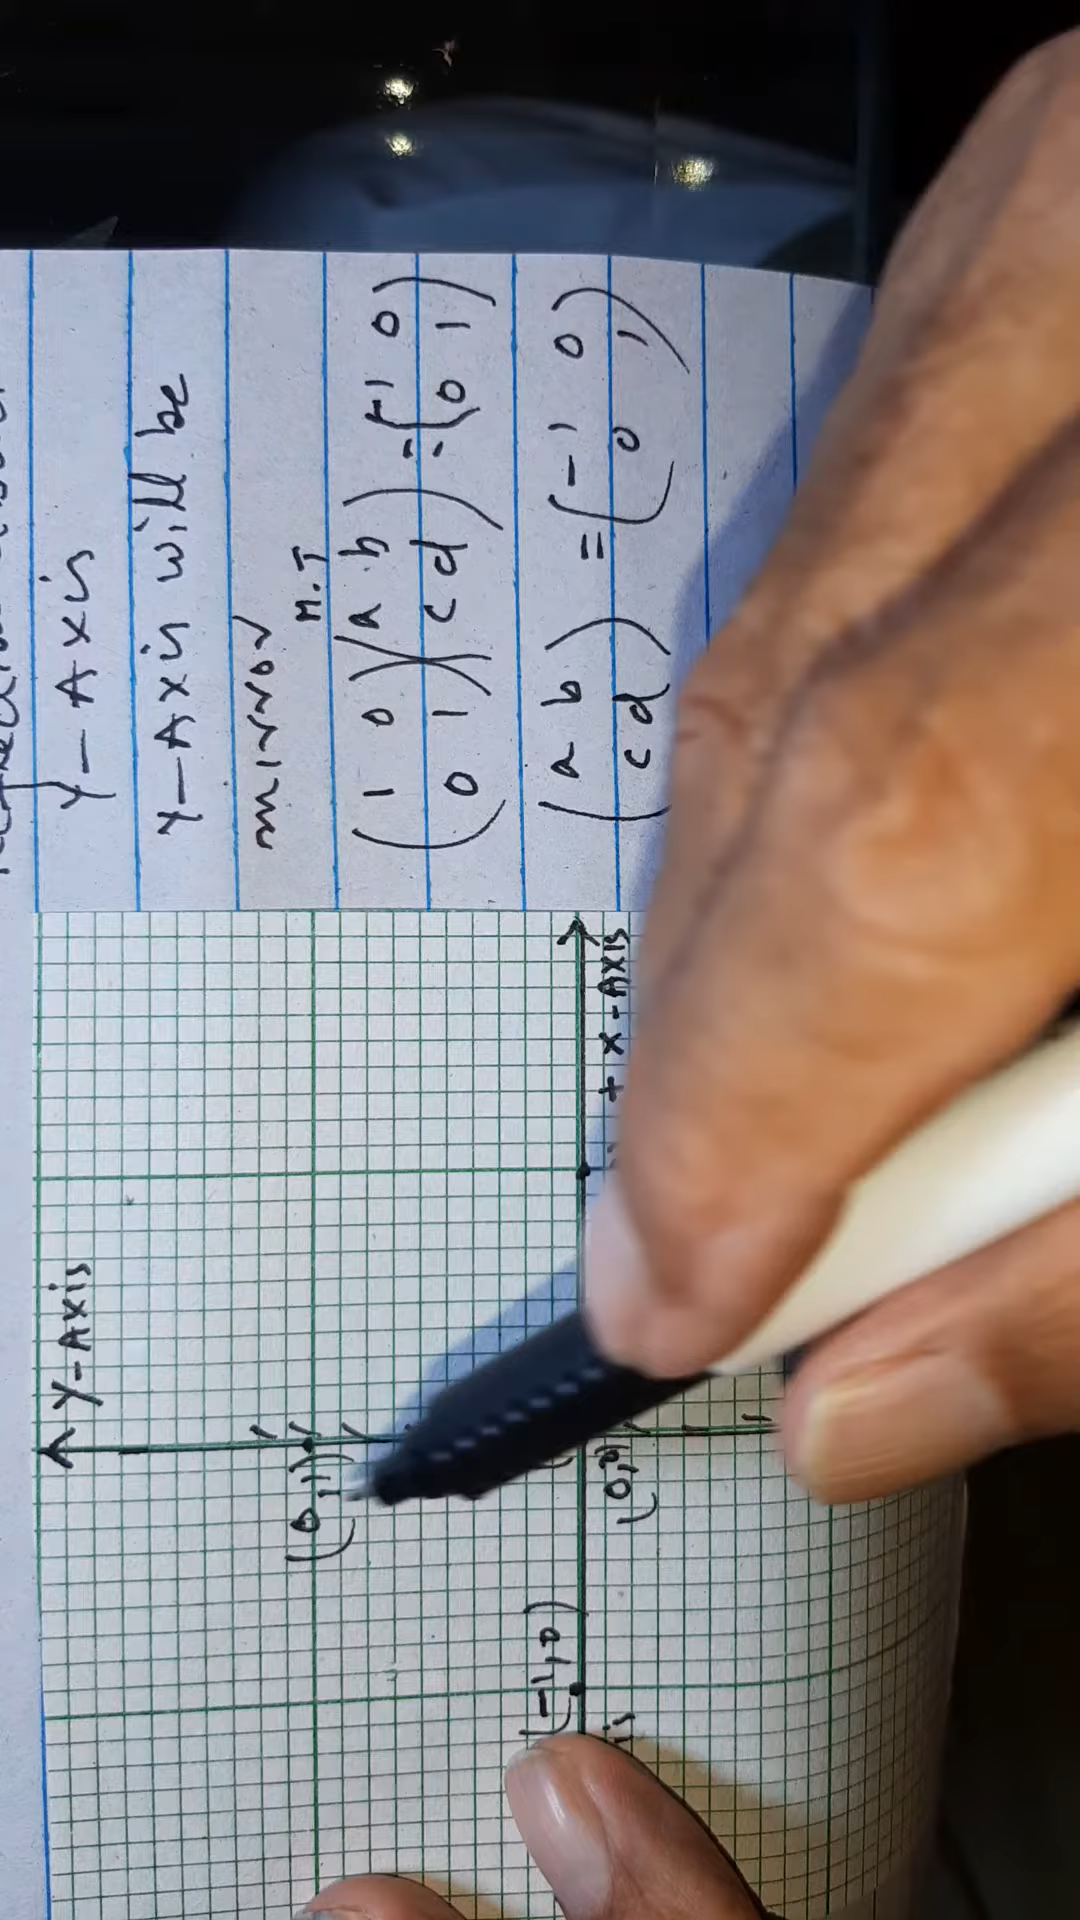 Y-Axis
Y-Axis will be
mirror
M.T
(1 0)(a b)=(-1 0)
(0 1)(c d)=(0 1)
(a b)=(-1 0)
(c d) (0 1)
Y-Axis
(0,1)
(0,0)
(-1,0)
+ x-Axis